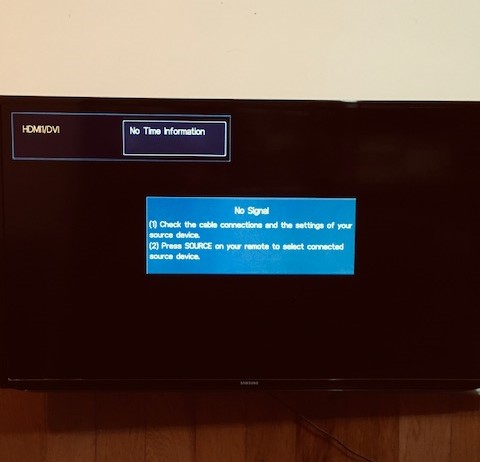 HDMI1/DVI
No Time Information
No Signal
(1) Check the cable connections and the settings of your
source device.
(2) Press SOURCE on your remote to select connected
source device.
SAMSUNG